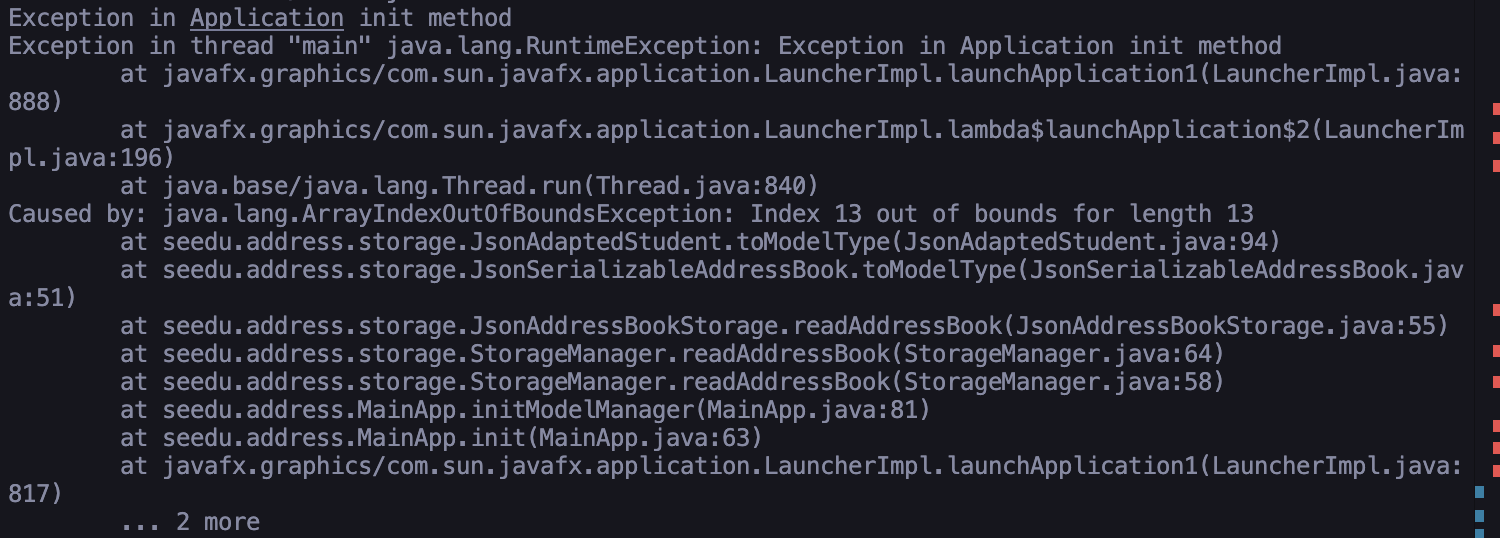 Exception in Application init method
Exception in thread "main" java.lang.RuntimeException: Exception in Application init method
        at javafx.graphics/com.sun.javafx.application.LauncherImpl.launchApplication1(LauncherImpl.java:
888)
        at javafx.graphics/com.sun.javafx.application.LauncherImpl.lambda$launchApplication$2(LauncherIm
pl.java:196)
        at java.base/java.lang.Thread.run(Thread.java:840)
Caused by: java.lang.ArrayIndexOutOfBoundsException: Index 13 out of bounds for length 13
        at seedu.address.storage.JsonAdaptedStudent.toModelType(JsonAdaptedStudent.java:94)
        at seedu.address.storage.JsonSerializableAddressBook.toModelType(JsonSerializableAddressBook.jav
a:51)
        at seedu.address.storage.JsonAddressBookStorage.readAddressBook(JsonAddressBookStorage.java:55)
        at seedu.address.storage.StorageManager.readAddressBook(StorageManager.java:64)
        at seedu.address.storage.StorageManager.readAddressBook(StorageManager.java:58)
        at seedu.address.MainApp.initModelManager(MainApp.java:81)
        at seedu.address.MainApp.init(MainApp.java:63)
        at javafx.graphics/com.sun.javafx.application.LauncherImpl.launchApplication1(LauncherImpl.java:
817)
        ... 2 more